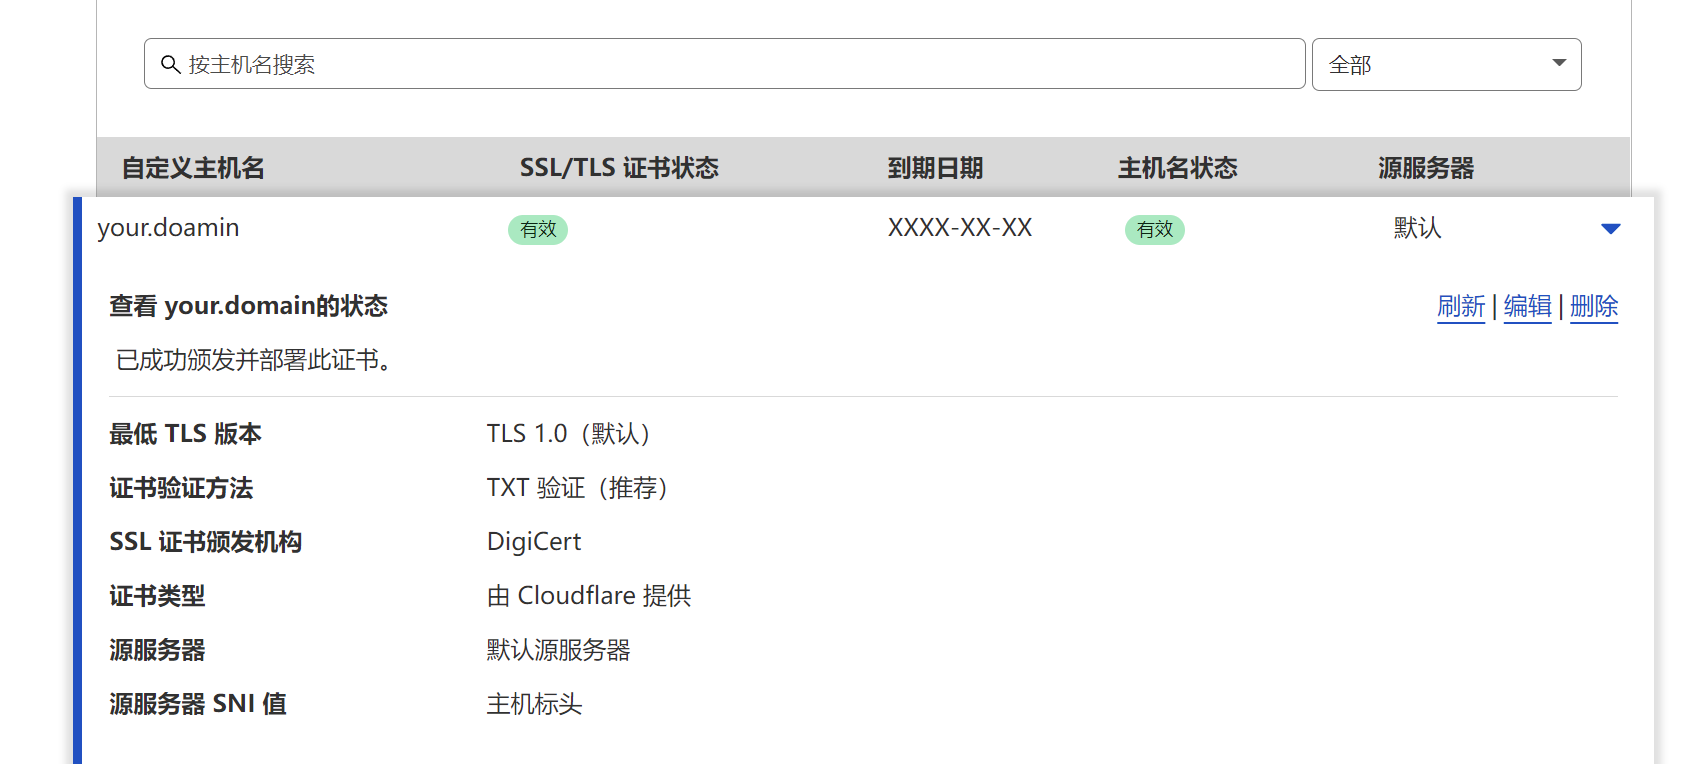 按主机名搜索 全部
自定义主机名 SSL/TLS 证书状态 到期日期 主机名状态 源服务器
your.doamin 有效 XXXX-XX-XX 有效 默认
查看 your.domain的状态 刷新 | 编辑 | 删除
已成功颁发并部署此证书。
最低 TLS 版本 TLS 1.0（默认）
证书验证方法 TXT 验证（推荐）
SSL 证书颁发机构 DigiCert
证书类型 由 Cloudflare 提供
源服务器 默认源服务器
源服务器 SNI 值 主机标头